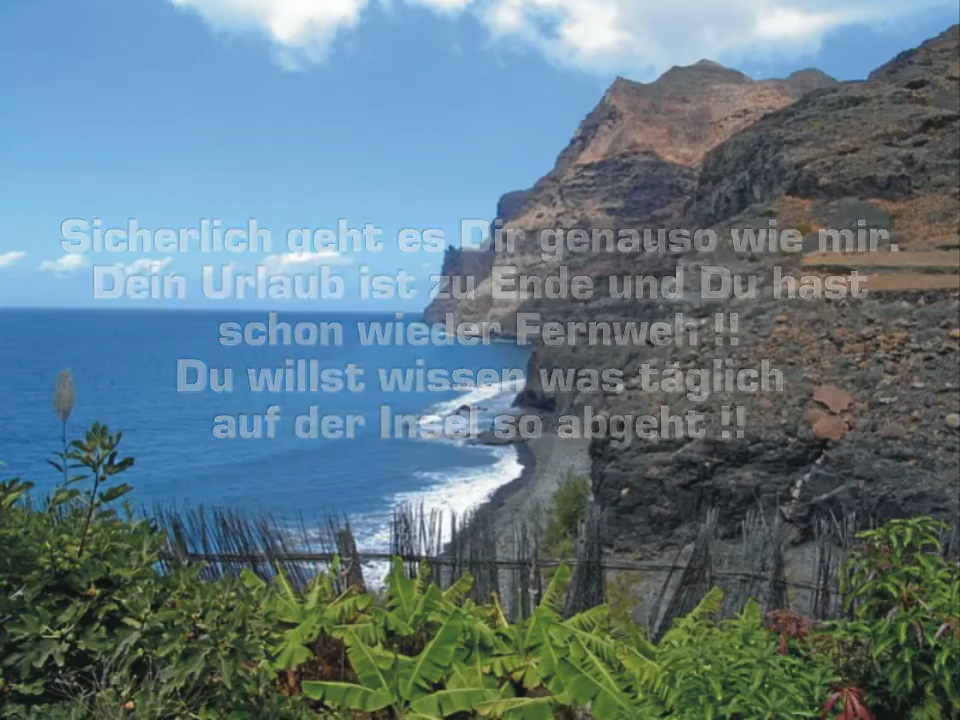 Sicherlich geht es Dir genauso wie mir.
Dein Urlaub ist zu Ende und Du hast
schon wieder Fernweh !!
Du willst wissen was täglich
auf der Insel so abgeht !!